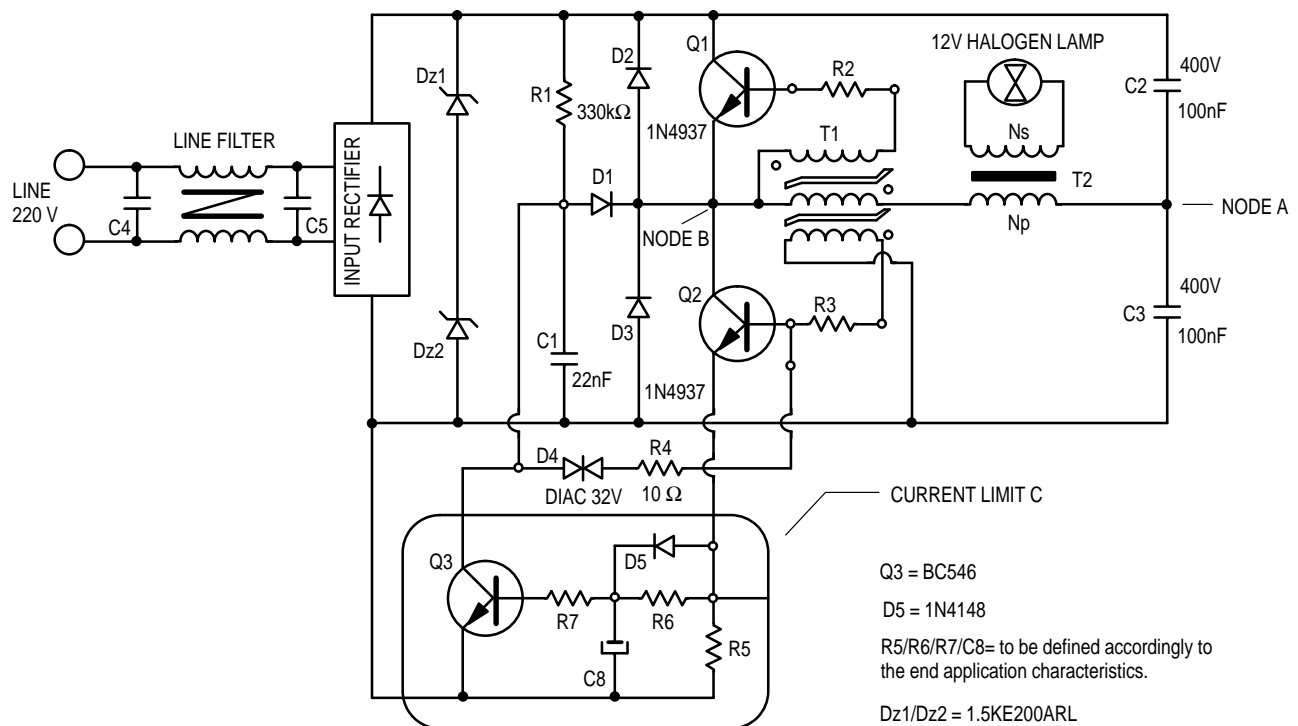 Q1
12V HALOGEN LAMP
400V
C2
100nF
D2
R2
Dz1
R1
330kΩ
1N4937
T1
Ns
LINE FILTER
D1
T2
LINE
220 V
C4
C5
INPUT RECTIFIER
NODE B
Np
NODE A
Q2
R3
400V
C3
100nF
D3
Dz2
C1
22nF
1N4937
D4
R4
DIAC 32V
10 Ω
CURRENT LIMIT C
Q3
D5
R7
R6
R5
C8
Q3 = BC546
D5 = 1N4148
R5/R6/R7/C8= to be defined accordingly to
the end application characteristics.
Dz1/Dz2 = 1.5KE200ARL